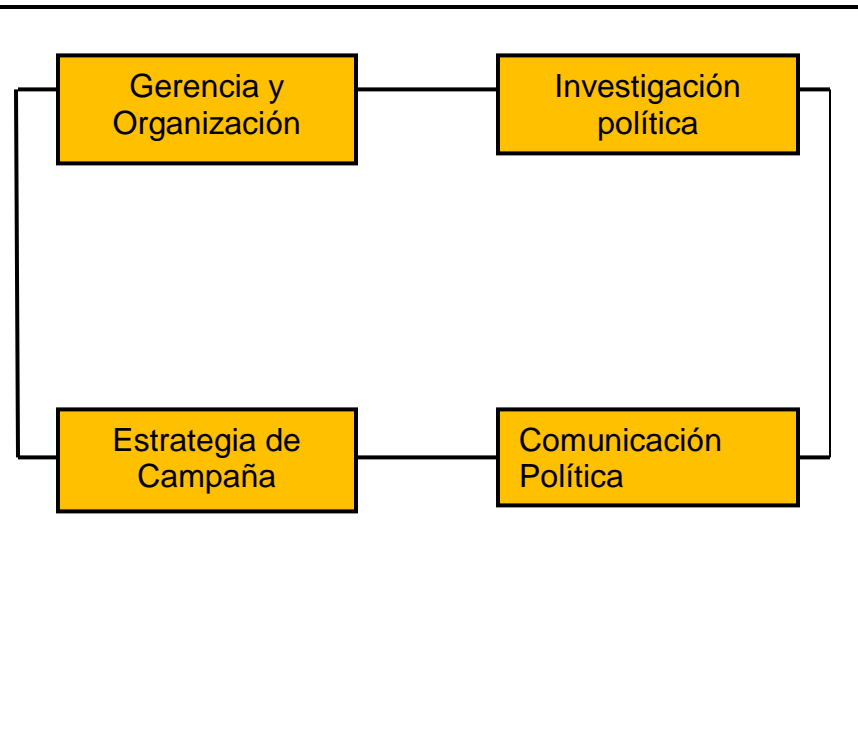 Gerencia y
Organización
Investigación
política
Estrategia de
Campaña
Comunicación
Política